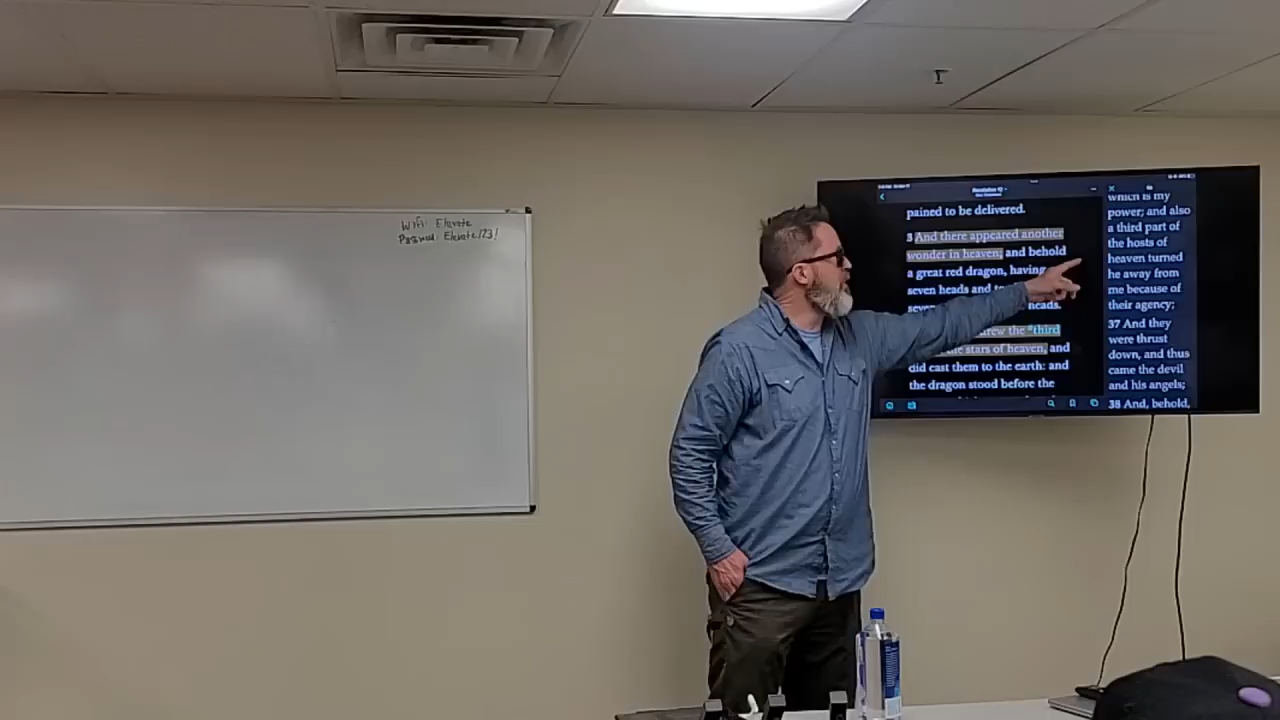 Wifi: Elevate
Elevate123!
Revelation 12
pained to be delivered.
3 And there appeared another
wonder in heaven; and behold
a great red dragon, having
seven heads and
heads.
drew the "third
the stars of heaven, and
did cast them to the earth: and
the dragon stood before the
which is my
power; and also
a third part of
the hosts of
heaven turned
he away from
me because of
their agency;
37 And they
were thrust
down, and thus
came the devil
and his angels;
38 And, behold,